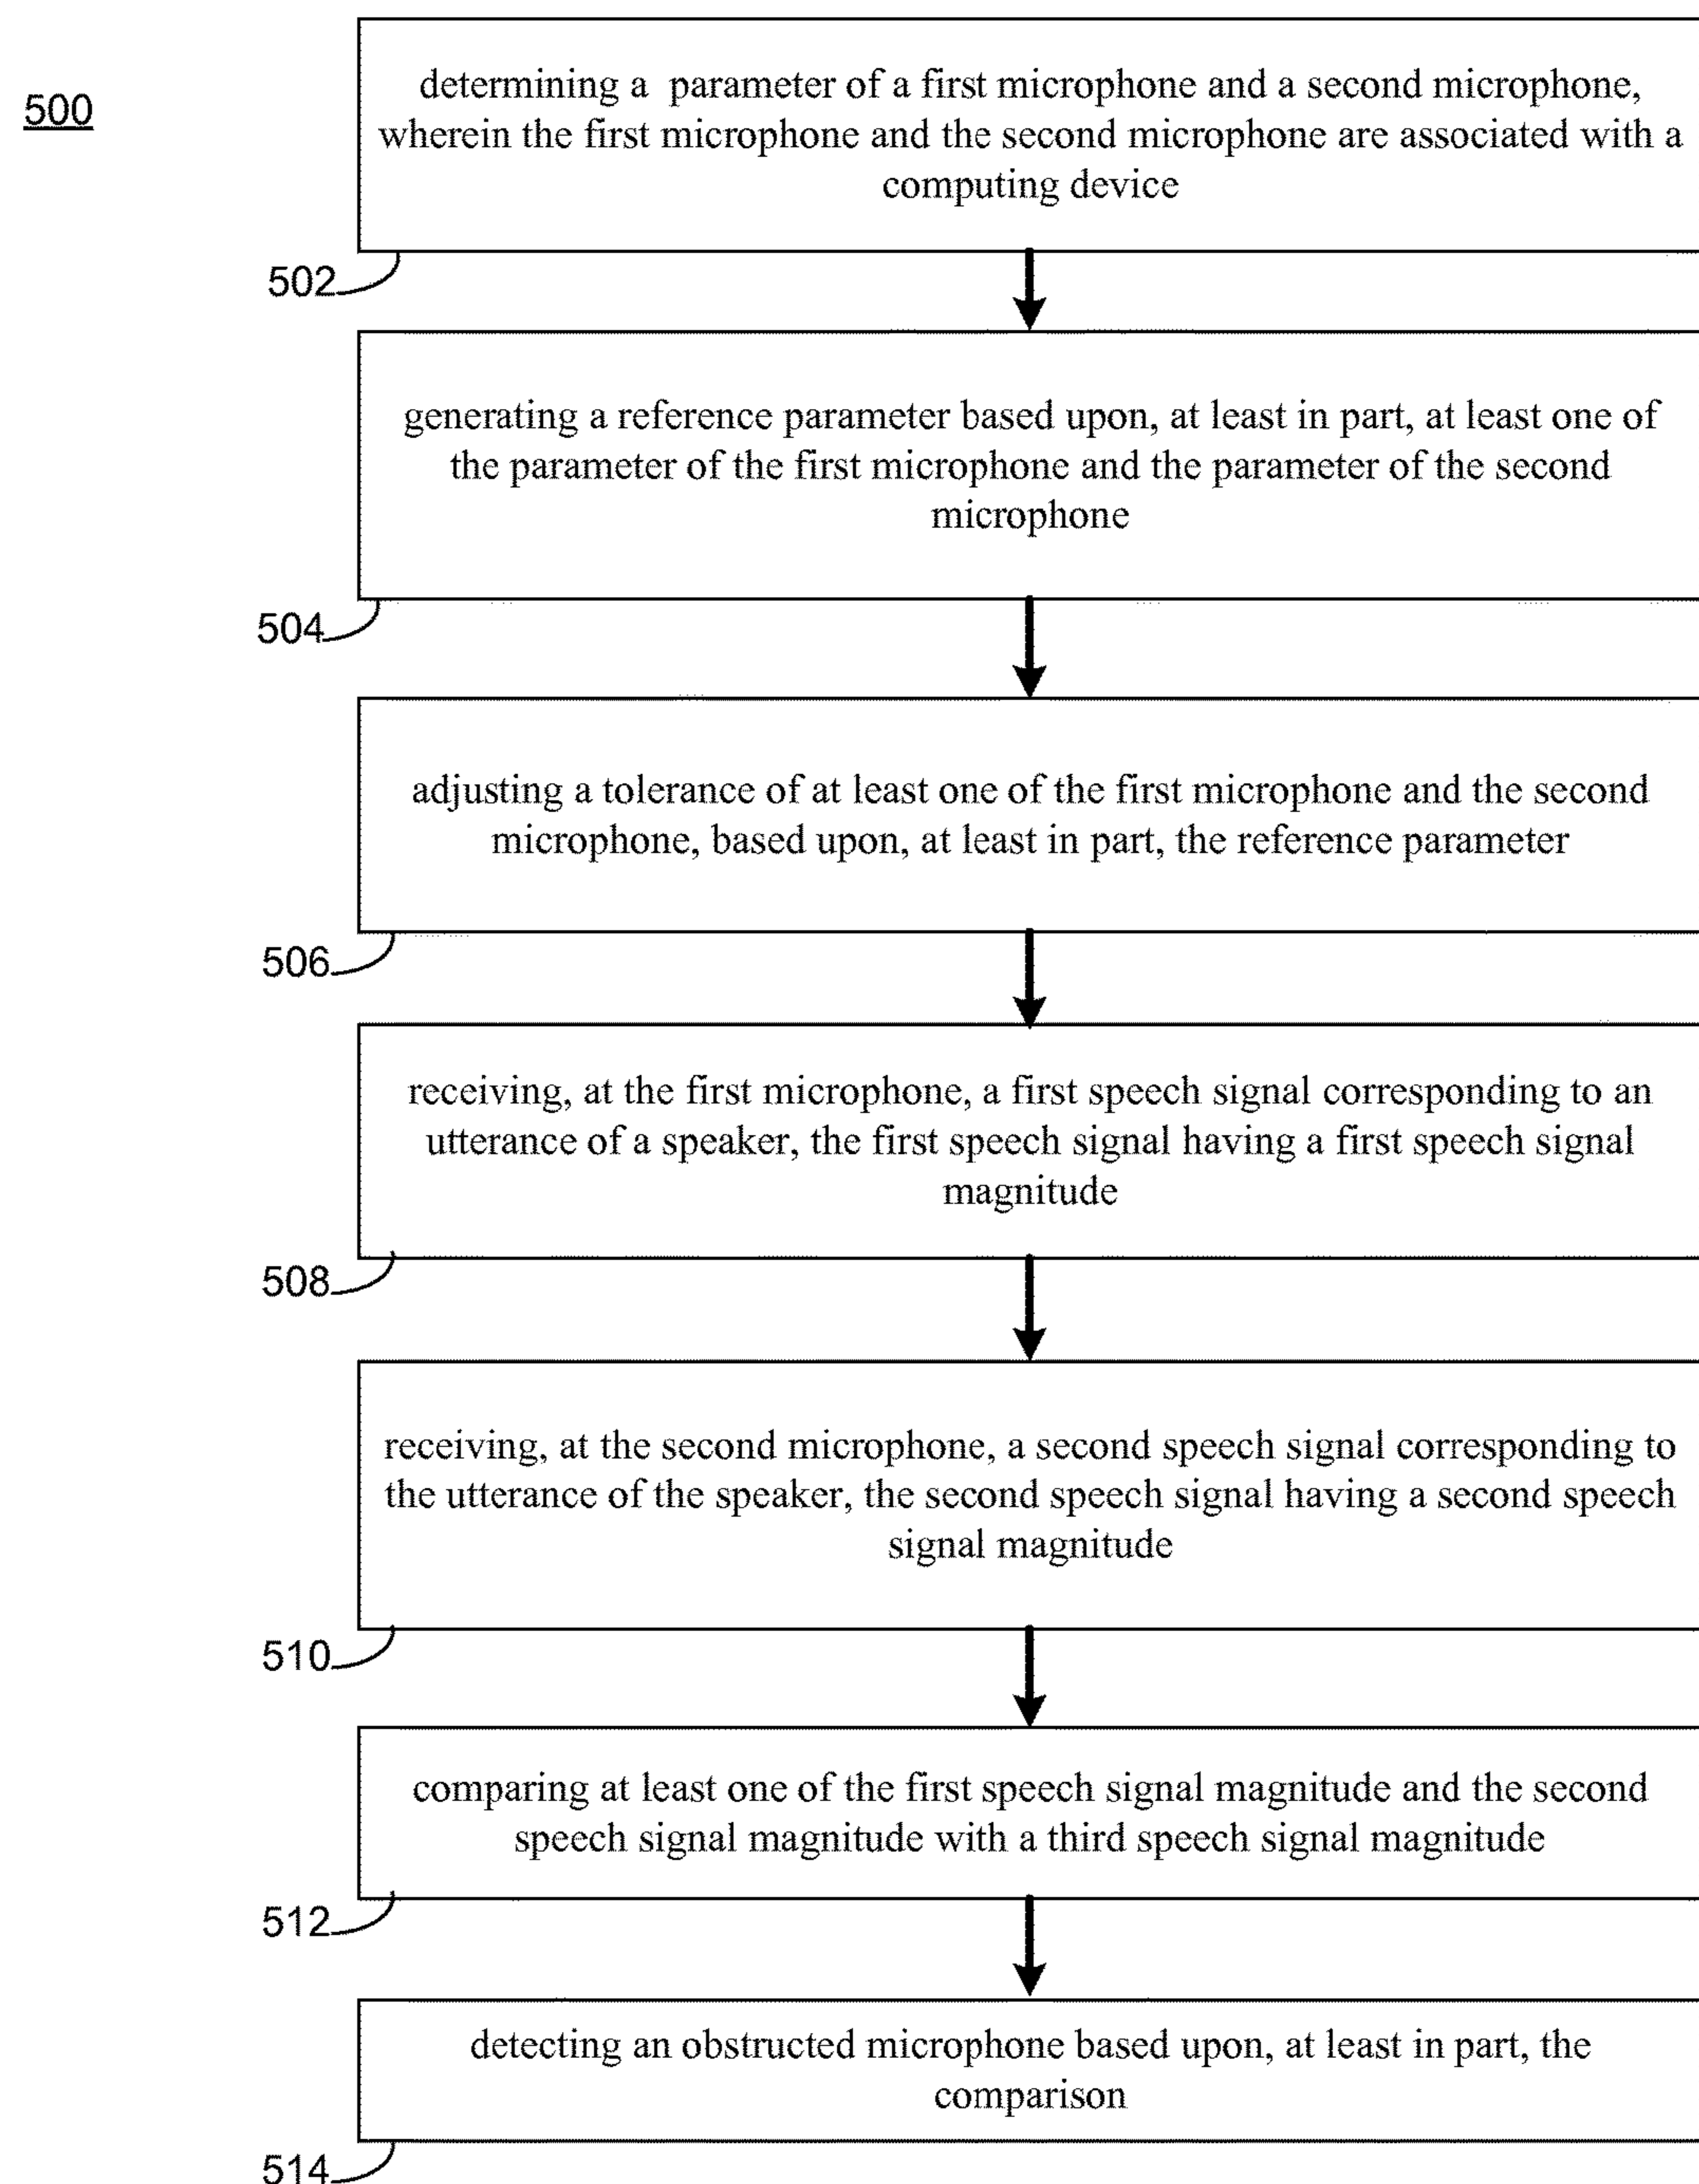 500
determining a parameter of a first microphone and a second microphone,
wherein the first microphone and the second microphone are associated with a
computing device
502
generating a reference parameter based upon, at least in part, at least one of
the parameter of the first microphone and the parameter of the second
microphone
504
adjusting a tolerance of at least one of the first microphone and the second
microphone, based upon, at least in part, the reference parameter
506
receiving, at the first microphone, a first speech signal corresponding to an
utterance of a speaker, the first speech signal having a first speech signal
magnitude
508
receiving, at the second microphone, a second speech signal corresponding to
the utterance of the speaker, the second speech signal having a second speech
signal magnitude
510
comparing at least one of the first speech signal magnitude and the second
speech signal magnitude with a third speech signal magnitude
512
detecting an obstructed microphone based upon, at least in part, the
comparison
514